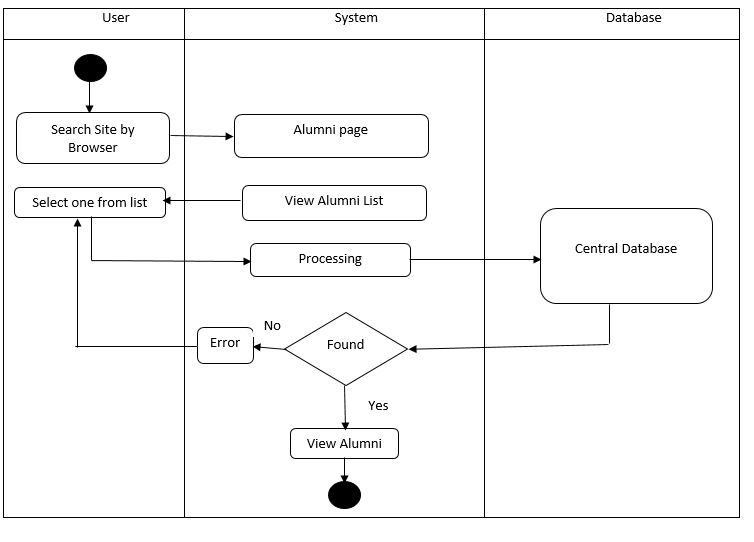 User
System
Database
Search Site by
Browser
Alumni page
Select one from list
View Alumni List
Central Database
Processing
No
Error
Found
Yes
View Alumni